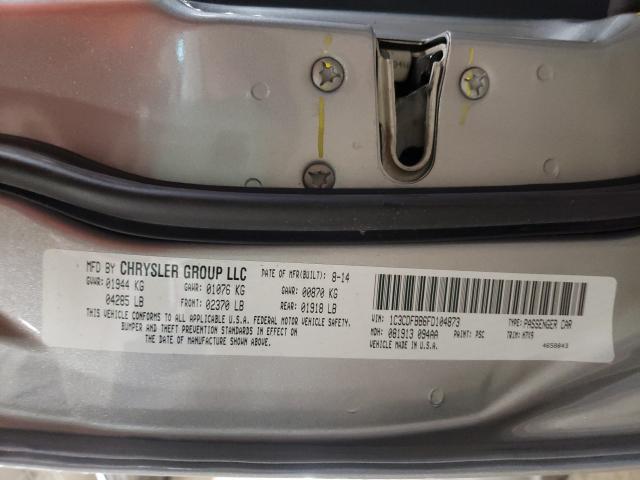 MFD BY CHRYSLER GROUP LLC DATE OF MFR(BUILT): 8-14
GVWR: 01944 KG GAWR: 01076 KG GAWR: 00870 KG
04285 LB FRONT: 02370 LB REAR: 01918 LB
THIS VEHICLE CONFORMS TO ALL APPLICABLE U.S.A. FEDERAL MOTOR VEHICLE SAFETY,
BUMPER AND THEFT PREVENTION STANDARDS IN EFFECT ON
THE DATE OF MANUFACTURE SHOWN ABOVE.
VIN: 1C3CDFBB6FD104873 TYPE: PASSENGER CAR
MDH: 081913 094AA PAINT: PSC TRIM: H7X9
VEHICLE MADE IN U.S.A. 4658043